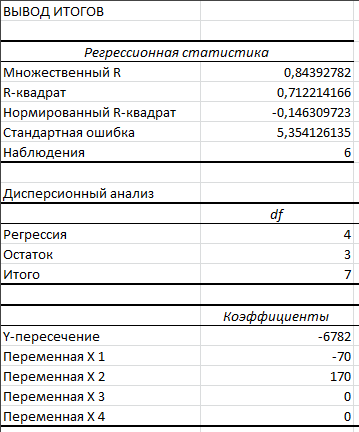 ВЫВОД ИТОГОВ
Регрессионная статистика
Множественный R 0,84392782
R-квадрат 0,712214166
Нормированный R-квадрат -0,146309723
Стандартная ошибка 5,354126135
Наблюдения 6
Дисперсионный анализ
df
Регрессия 4
Остаток 3
Итого 7
Коэффициенты
Y-пересечение -6782
Переменная X 1 -70
Переменная X 2 170
Переменная X 3 0
Переменная X 4 0